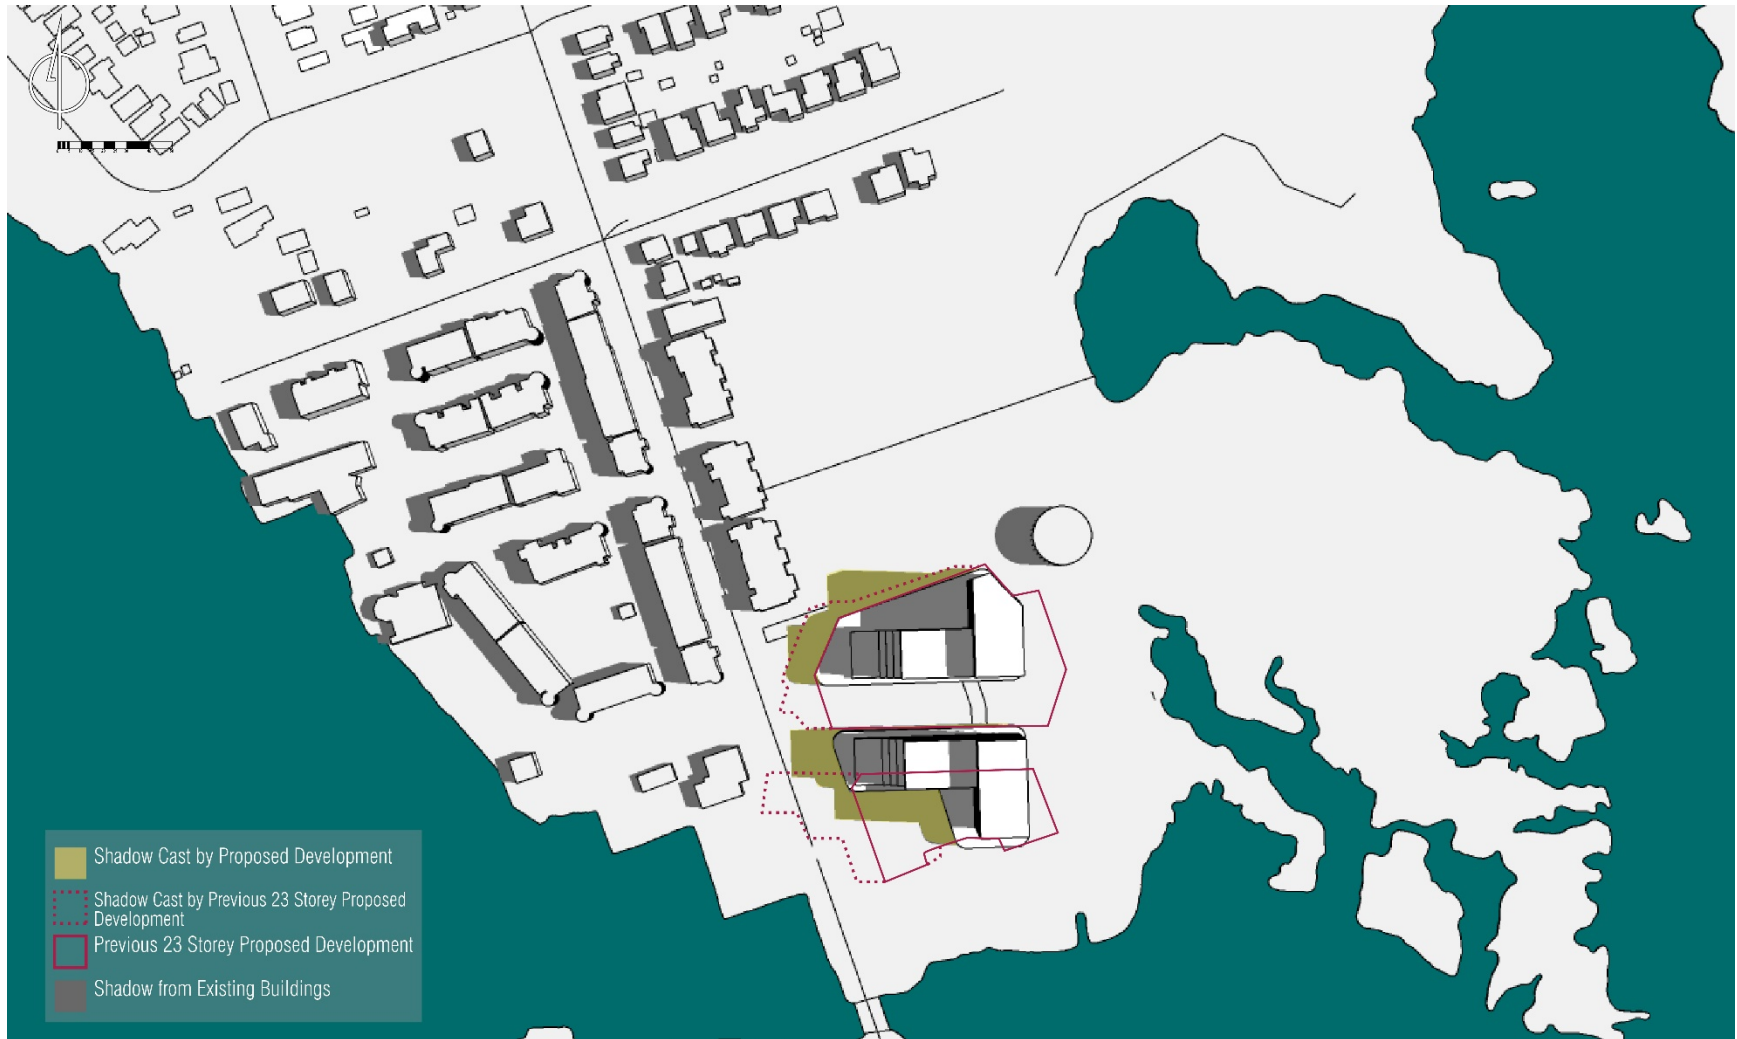 Shadow Cast by Proposed Development
Shadow Cast by Previous 23 Storey Proposed
Development
Previous 23 Storey Proposed Development
Shadow from Existing Buildings